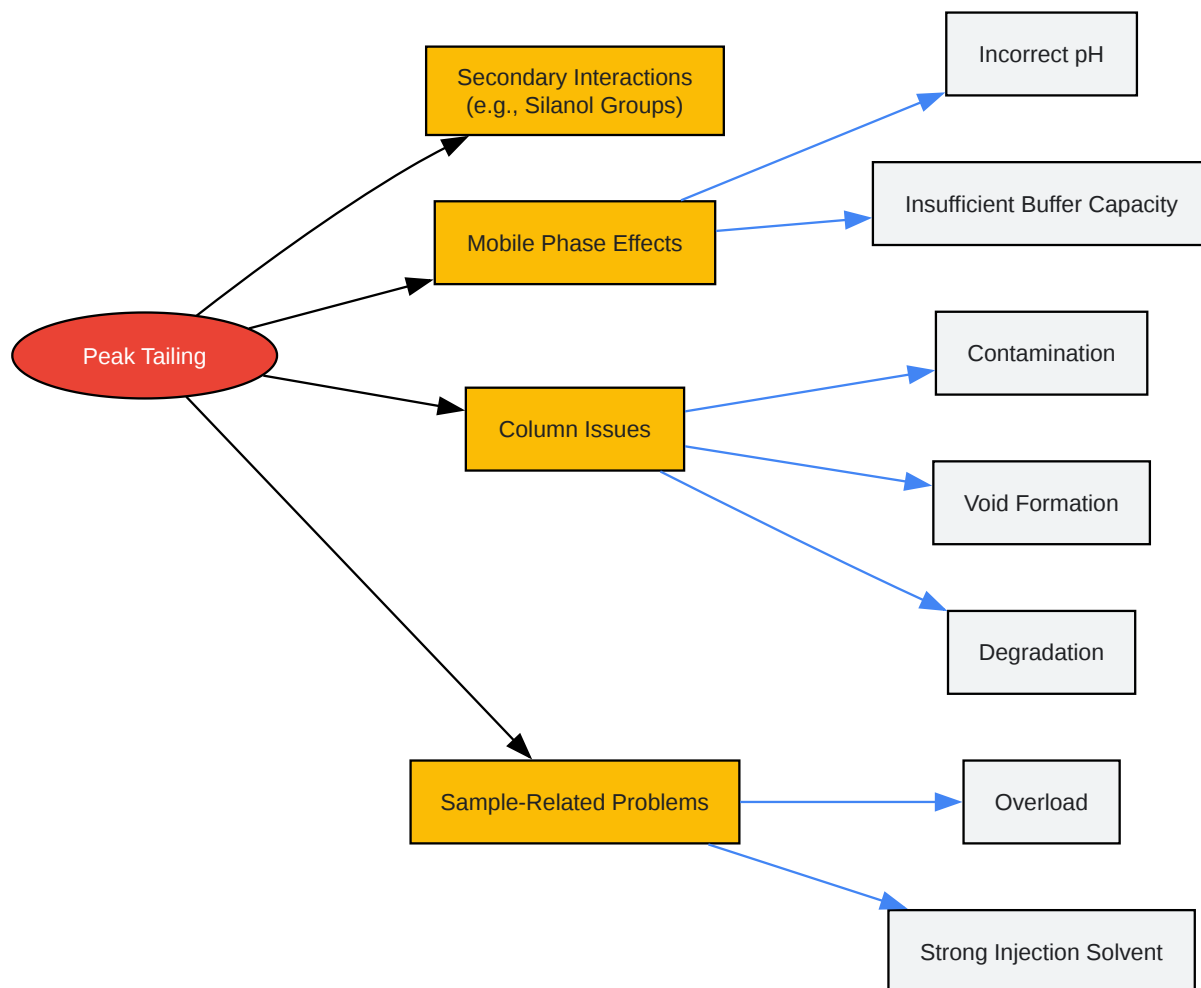 Incorrect pH
Secondary Interactions
(e.g., Silanol Groups)
Insufficient Buffer Capacity
Mobile Phase Effects
Contamination
Peak Tailing
Column Issues
Void Formation
Degradation
Sample-Related Problems
Overload
Strong Injection Solvent